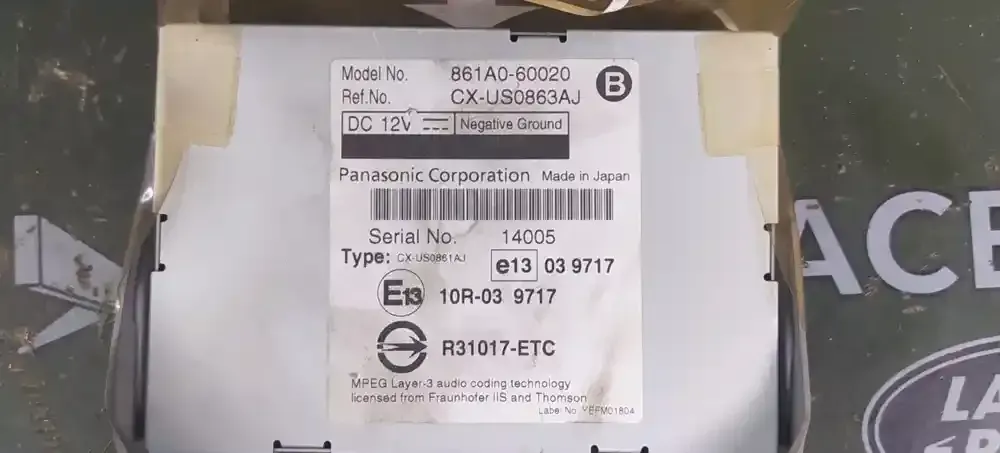 Model No. 861A0-60020
Ref.No. CX-US0863AJ
B
DC 12V Negative Ground
Panasonic Corporation Made in Japan
Serial No. 14005
Type: CX-US0861AJ e13 03 9717
E13 10R-03 9717
R31017-ETC
MPEG Layer-3 audio coding technology
licensed from Fraunhofer IIS and Thomson
Label No. YEFM01804
ACE
LA